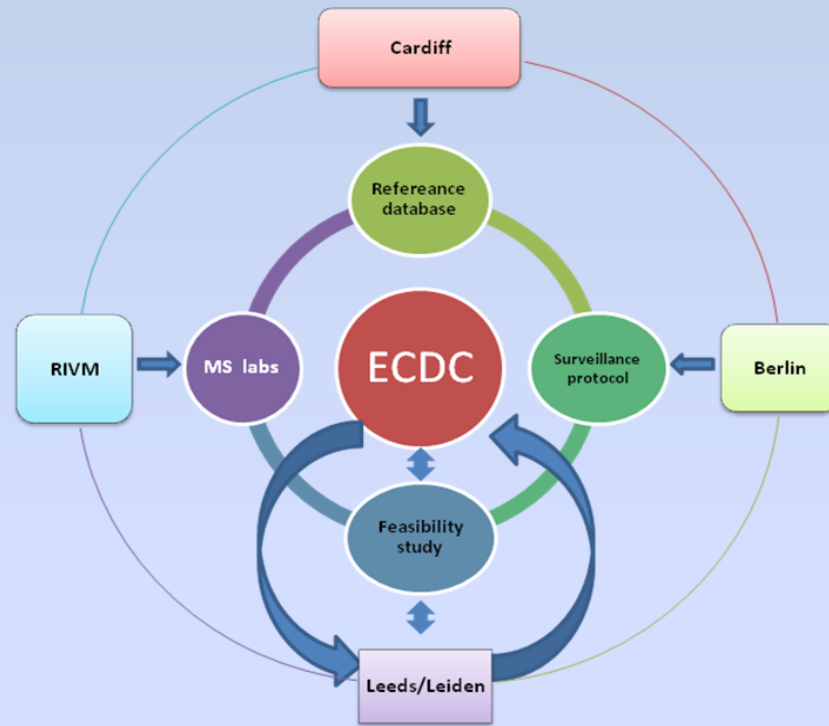 Cardiff
Refereance
database
RIVM
MS labs
ECDC
Surveillance
protocol
Berlin
Feasibility
study
Leeds/Leiden